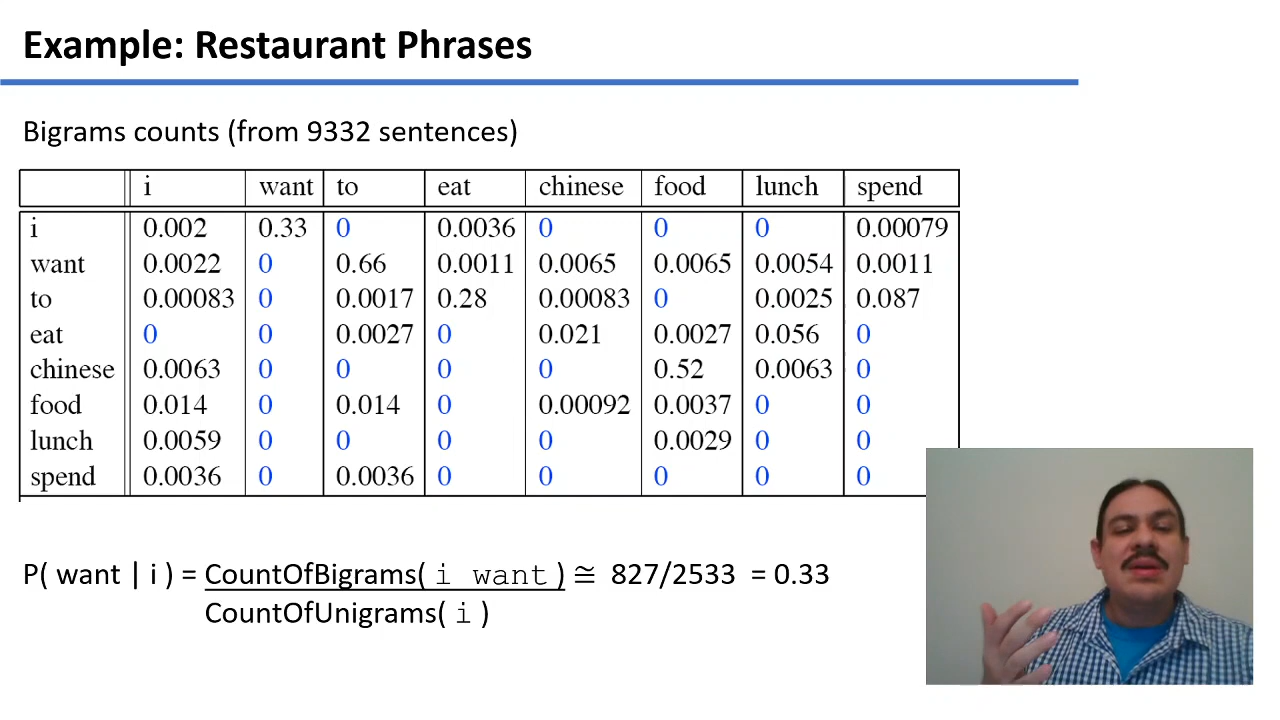 Example: Restaurant Phrases
Bigrams counts (from 9332 sentences)
i want to eat chinese food lunch spend
i 0.002 0.33 0 0.0036 0 0 0 0.00079
want 0.0022 0 0.66 0.0011 0.0065 0.0065 0.0054 0.0011
to 0.00083 0 0.0017 0.28 0.00083 0 0.0025 0.087
eat 0 0 0.0027 0 0.021 0.0027 0.056 0
chinese 0.0063 0 0 0 0 0.52 0.0063 0
food 0.014 0 0.014 0 0.00092 0.0037 0 0
lunch 0.0059 0 0 0 0 0.0029 0 0
spend 0.0036 0 0.0036 0 0 0 0 0
P( want | i ) = CountOfBigrams( i want ) ≅ 827/2533 = 0.33
CountOfUnigrams( i )